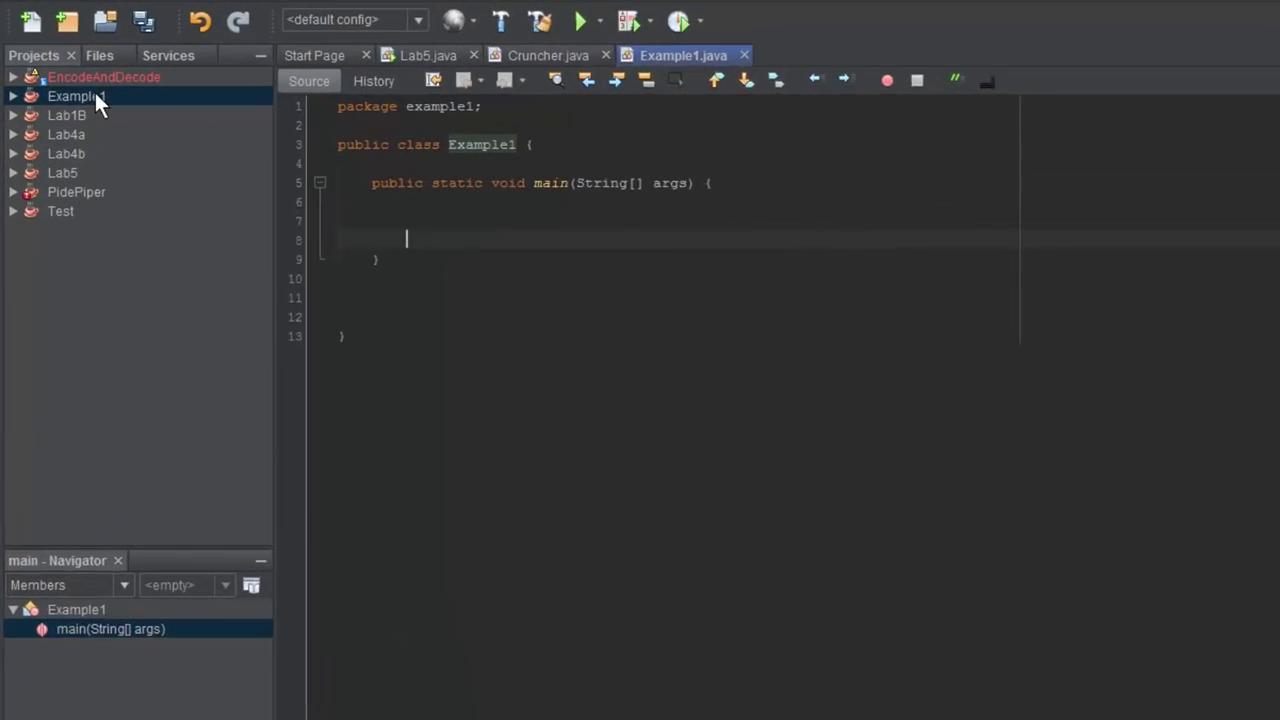 <default config>
Projects Files Services
Start Page Lab5.java Cruncher.java Example1.java
Source History
EncodeAndDecode
Example1
Lab1B
Lab4a
Lab4b
Lab5
PidePiper
Test
1 package example1;
2
3 public class Example1 {
4
5 public static void main(String[] args) {
6
7
8
9 }
10
11
12
13 }
main - Navigator
Members <empty>
Example1
main(String[] args)